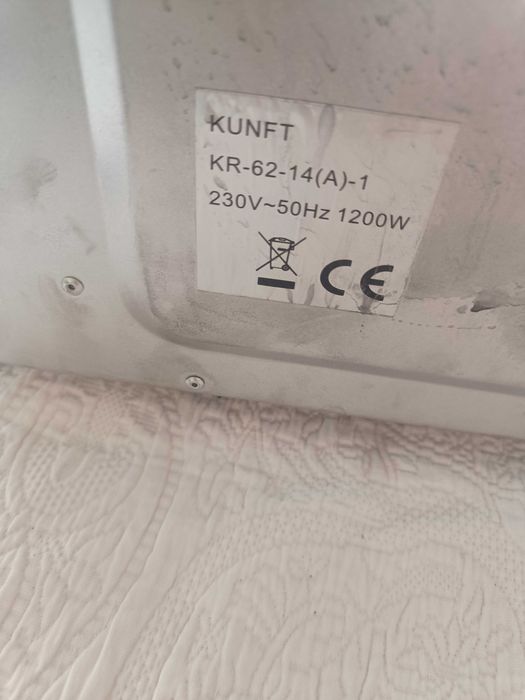 KUNFT
KR-62-14(A)-1
230V~50Hz 1200W
CE